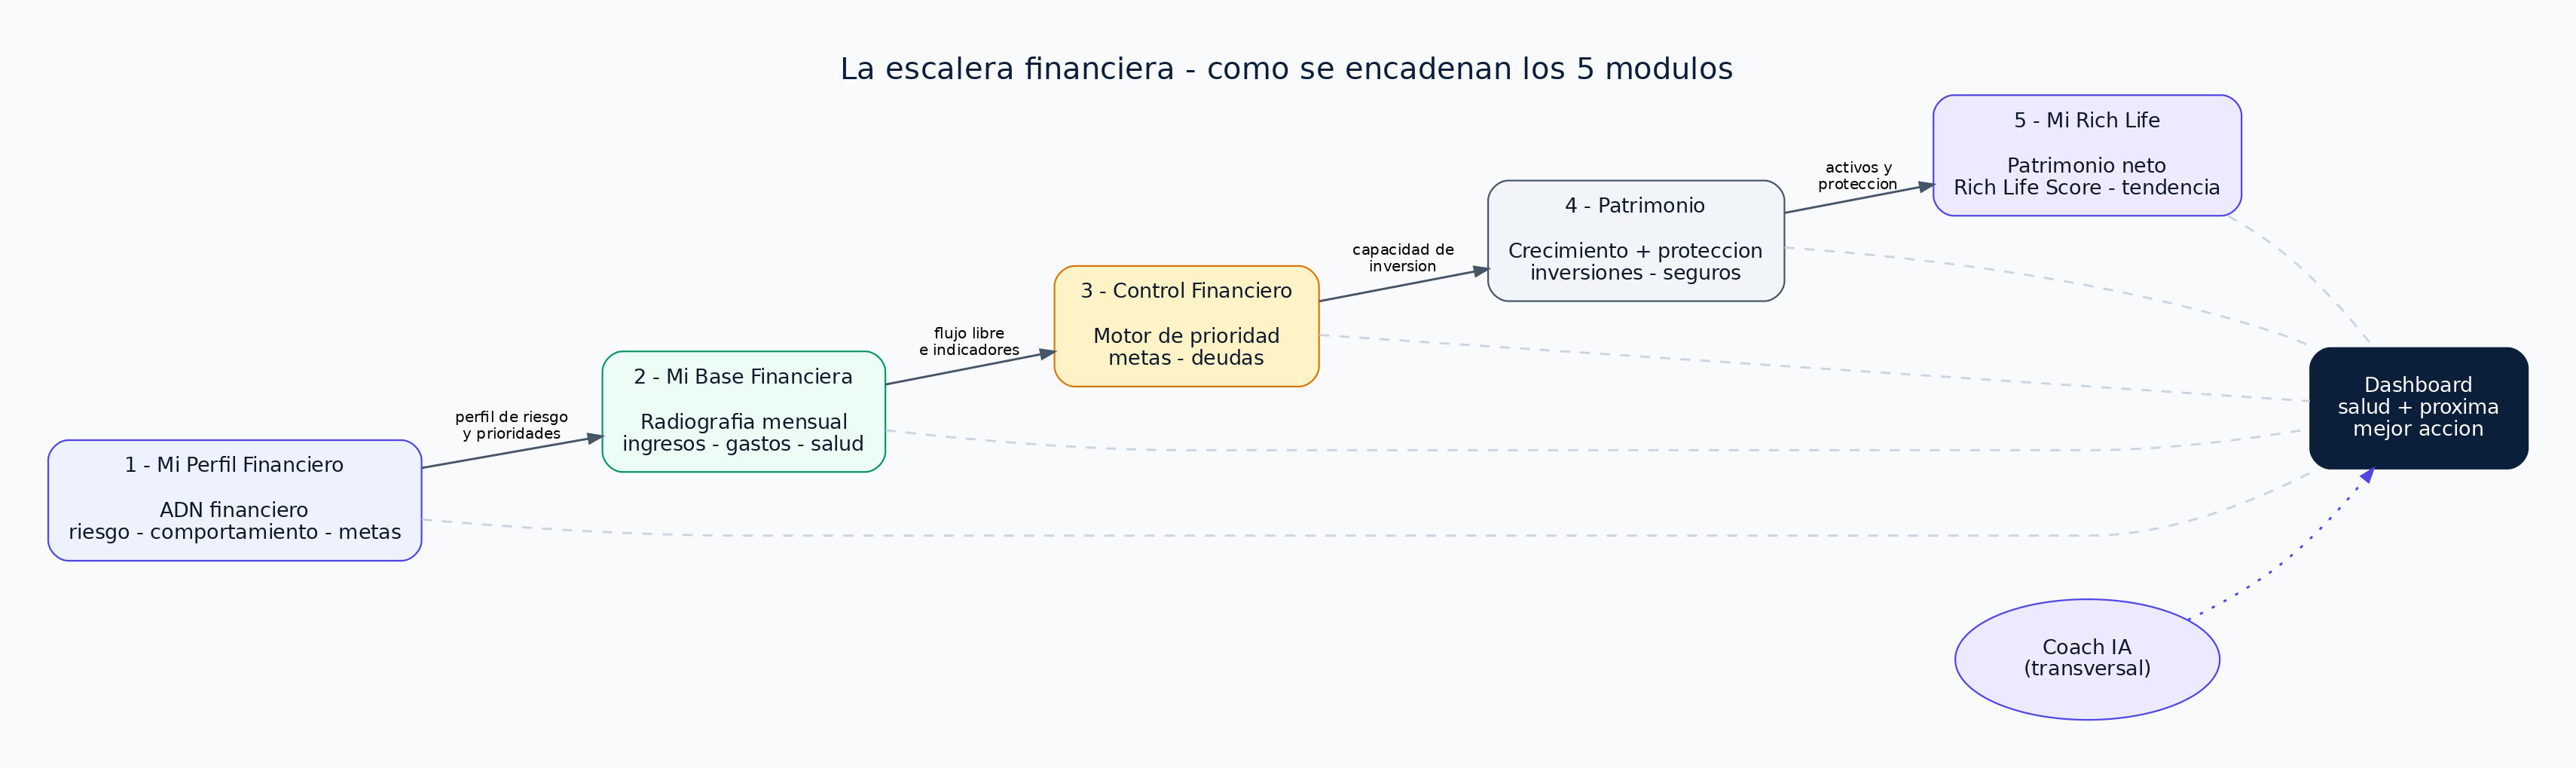 La escalera financiera - como se encadenan los 5 modulos
1 - Mi Perfil Financiero
ADN financiero
riesgo - comportamiento - metas
perfil de riesgo
y prioridades
2 - Mi Base Financiera
Radiografia mensual
ingresos - gastos - salud
flujo libre
e indicadores
3 - Control Financiero
Motor de prioridad
metas - deudas
capacidad de
inversion
4 - Patrimonio
Crecimiento + proteccion
inversiones - seguros
activos y
proteccion
5 - Mi Rich Life
Patrimonio neto
Rich Life Score - tendencia
Dashboard
salud + proxima
mejor accion
Coach IA
(transversal)